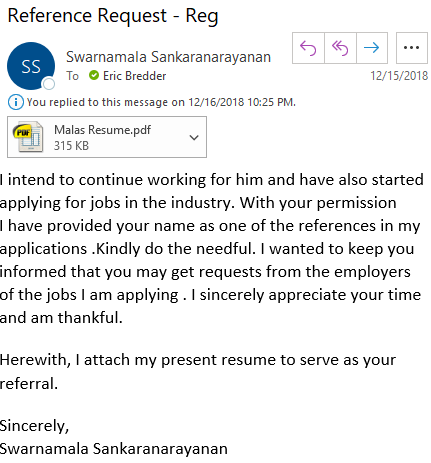 Reference Request - Reg
SS
Swarnamala Sankaranarayanan
To Eric Bredder
12/15/2018
You replied to this message on 12/16/2018 10:25 PM.
PDF
Malas Resume.pdf
315 KB
I intend to continue working for him and have also started
applying for jobs in the industry. With your permission
I have provided your name as one of the references in my
applications .Kindly do the needful. I wanted to keep you
informed that you may get requests from the employers
of the jobs I am applying . I sincerely appreciate your time
and am thankful.
Herewith, I attach my present resume to serve as your
referral.
Sincerely,
Swarnamala Sankaranarayanan